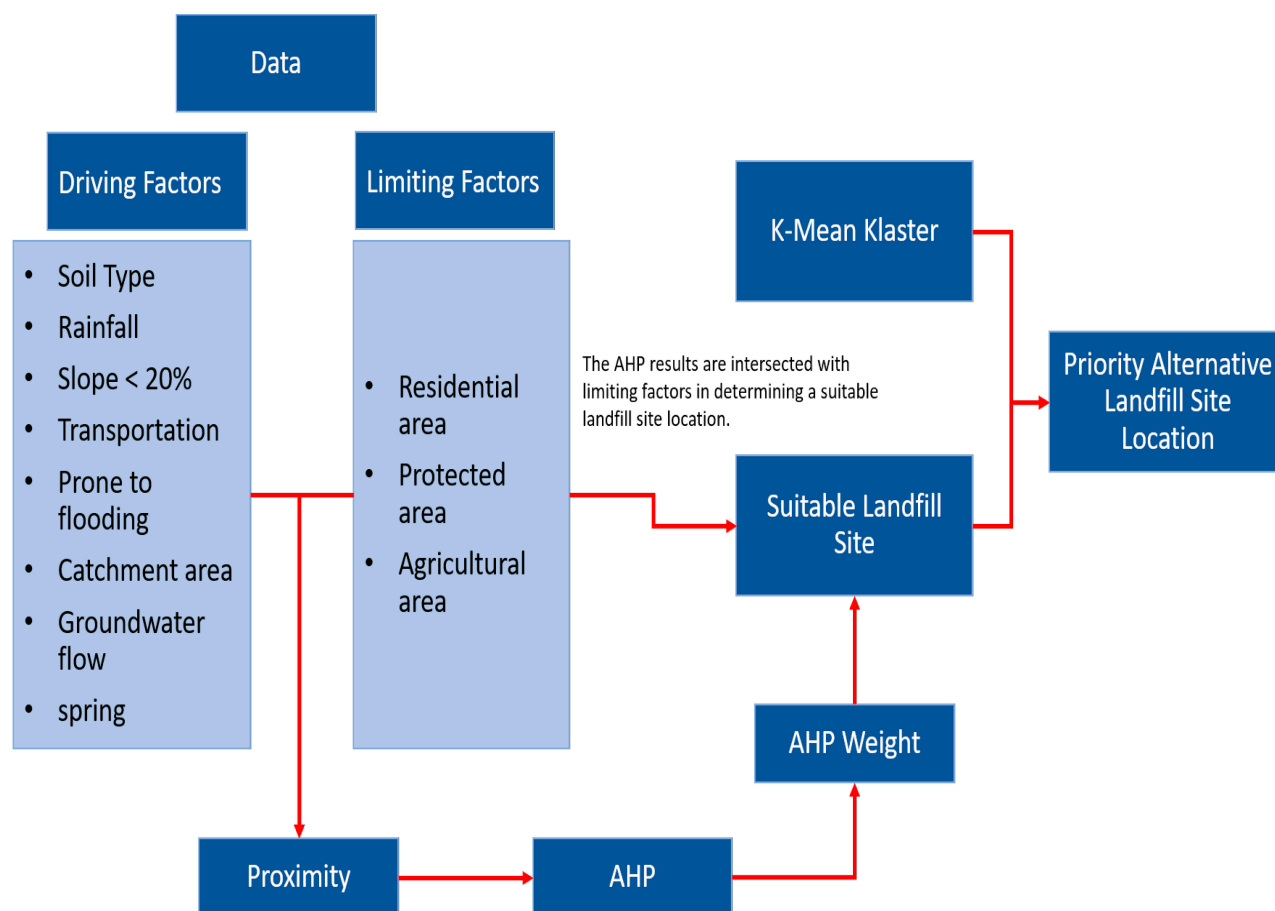 Data
Driving Factors
Limiting Factors
• Soil Type
• Rainfall
• Slope < 20%
• Transportation
• Prone to
flooding
• Catchment area
• Groundwater
flow
• spring
• Residential
area
• Protected
area
• Agricultural
area
The AHP results are intersected with
limiting factors in determining a suitable
landfill site location.
K-Mean Klaster
Suitable Landfill
Site
Priority Alternative
Landfill Site
Location
AHP Weight
Proximity
AHP